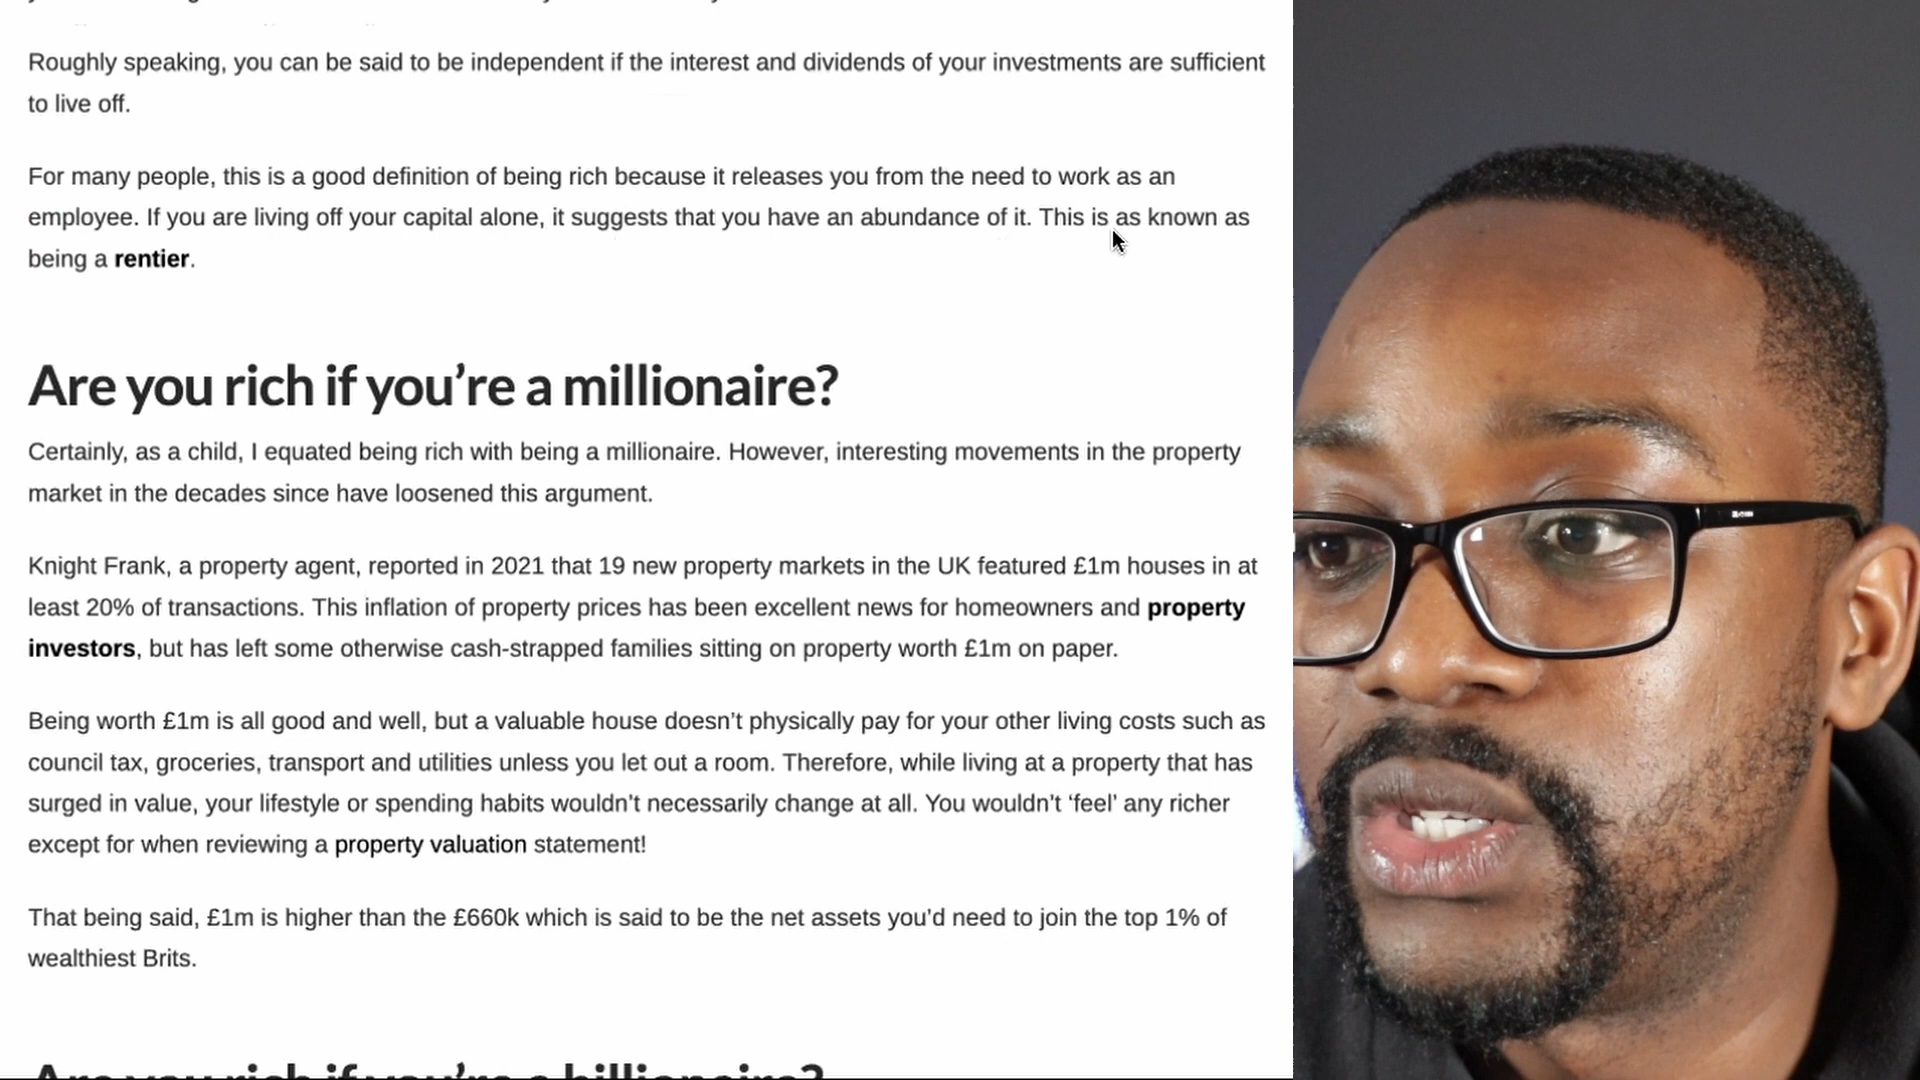 Roughly speaking, you can be said to be independent if the interest and dividends of your investments are sufficient
to live off.
For many people, this is a good definition of being rich because it releases you from the need to work as an
employee. If you are living off your capital alone, it suggests that you have an abundance of it. This is as known as
being a rentier.
Are you rich if you’re a millionaire?
Certainly, as a child, I equated being rich with being a millionaire. However, interesting movements in the property
market in the decades since have loosened this argument.
Knight Frank, a property agent, reported in 2021 that 19 new property markets in the UK featured £1m houses in at
least 20% of transactions. This inflation of property prices has been excellent news for homeowners and property
investors, but has left some otherwise cash-strapped families sitting on property worth £1m on paper.
Being worth £1m is all good and well, but a valuable house doesn’t physically pay for your other living costs such as
council tax, groceries, transport and utilities unless you let out a room. Therefore, while living at a property that has
surged in value, your lifestyle or spending habits wouldn’t necessarily change at all. You wouldn’t ‘feel’ any richer
except for when reviewing a property valuation statement!
That being said, £1m is higher than the £660k which is said to be the net assets you’d need to join the top 1% of
wealthiest Brits.
Are you rich if you’re a billionaire?